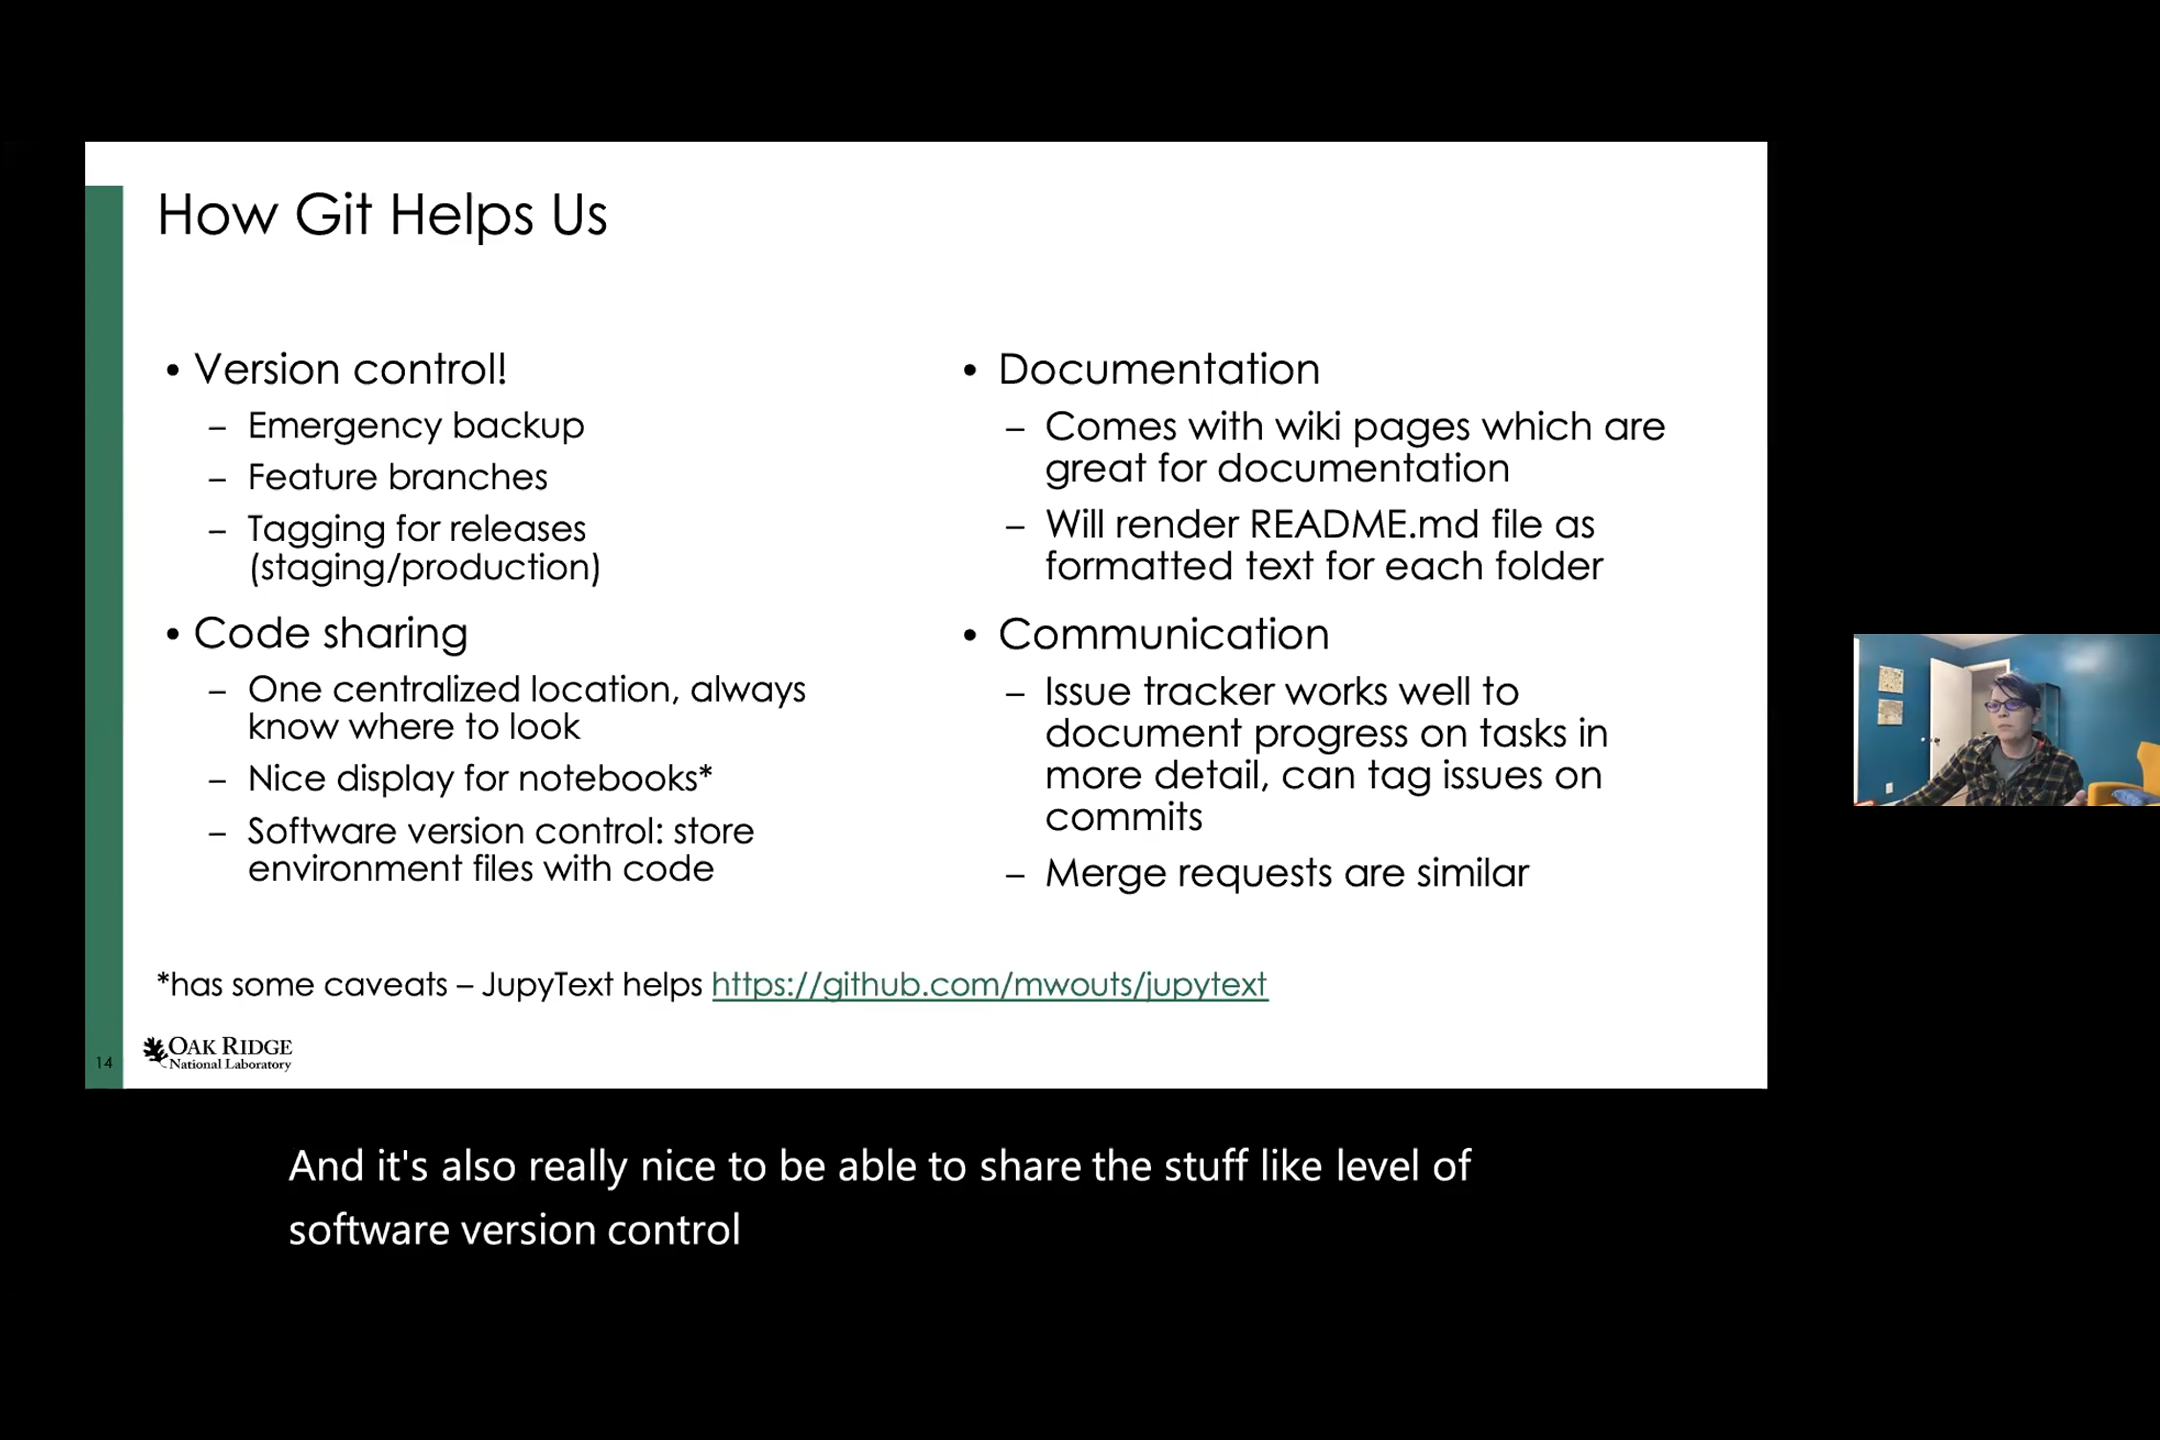 How Git Helps Us
• Version control!
– Emergency backup
– Feature branches
– Tagging for releases
(staging/production)
• Code sharing
– One centralized location, always
know where to look
– Nice display for notebooks*
– Software version control: store
environment files with code
• Documentation
– Comes with wiki pages which are
great for documentation
– Will render README.md file as
formatted text for each folder
• Communication
– Issue tracker works well to
document progress on tasks in
more detail, can tag issues on
commits
– Merge requests are similar
*has some caveats – JupyText helps https://github.com/mwouts/jupytext
14
OAK RIDGE
National Laboratory
And it's also really nice to be able to share the stuff like level of
software version control